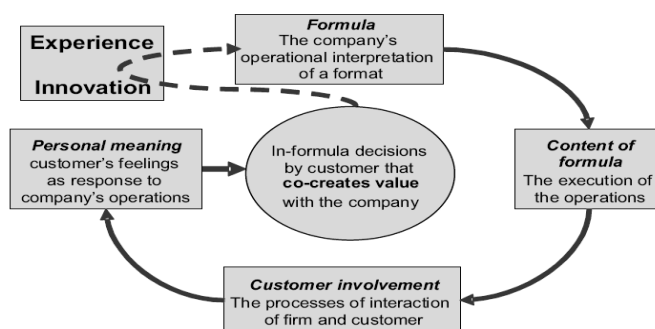 Experience
Innovation
Formula
The company's
operational interpretation
of a format
Content of
formula
The execution of
the operations
Customer involvement
The processes of interaction
of firm and customer
Personal meaning
customer's feelings
as response to
company's operations
In-formula decisions
by customer that
co-creates value
with the company